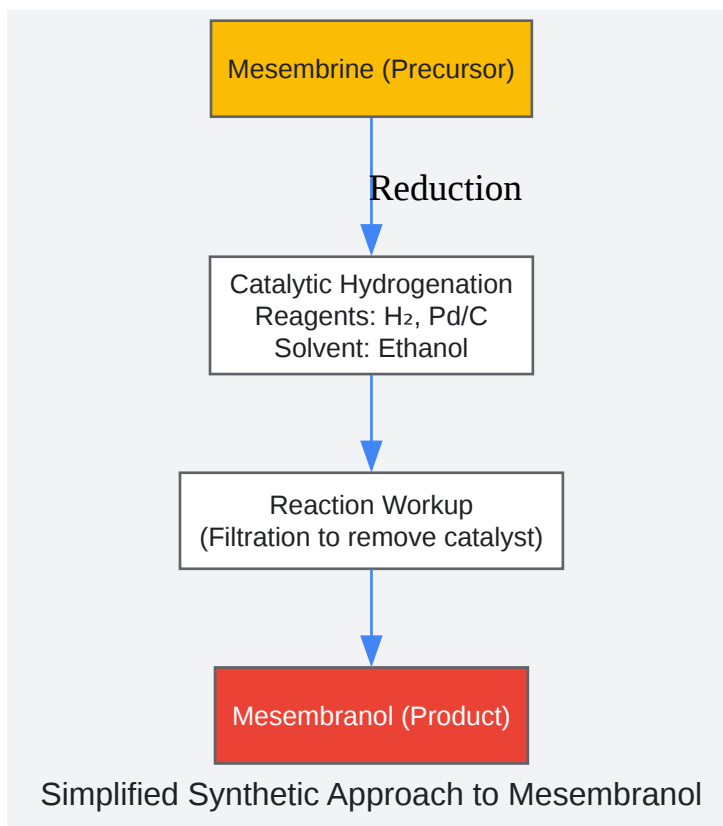 Mesembrine (Precursor)
Reduction
Catalytic Hydrogenation
Reagents: H₂, Pd/C
Solvent: Ethanol
Reaction Workup
(Filtration to remove catalyst)
Mesembranol (Product)
Simplified Synthetic Approach to Mesembranol